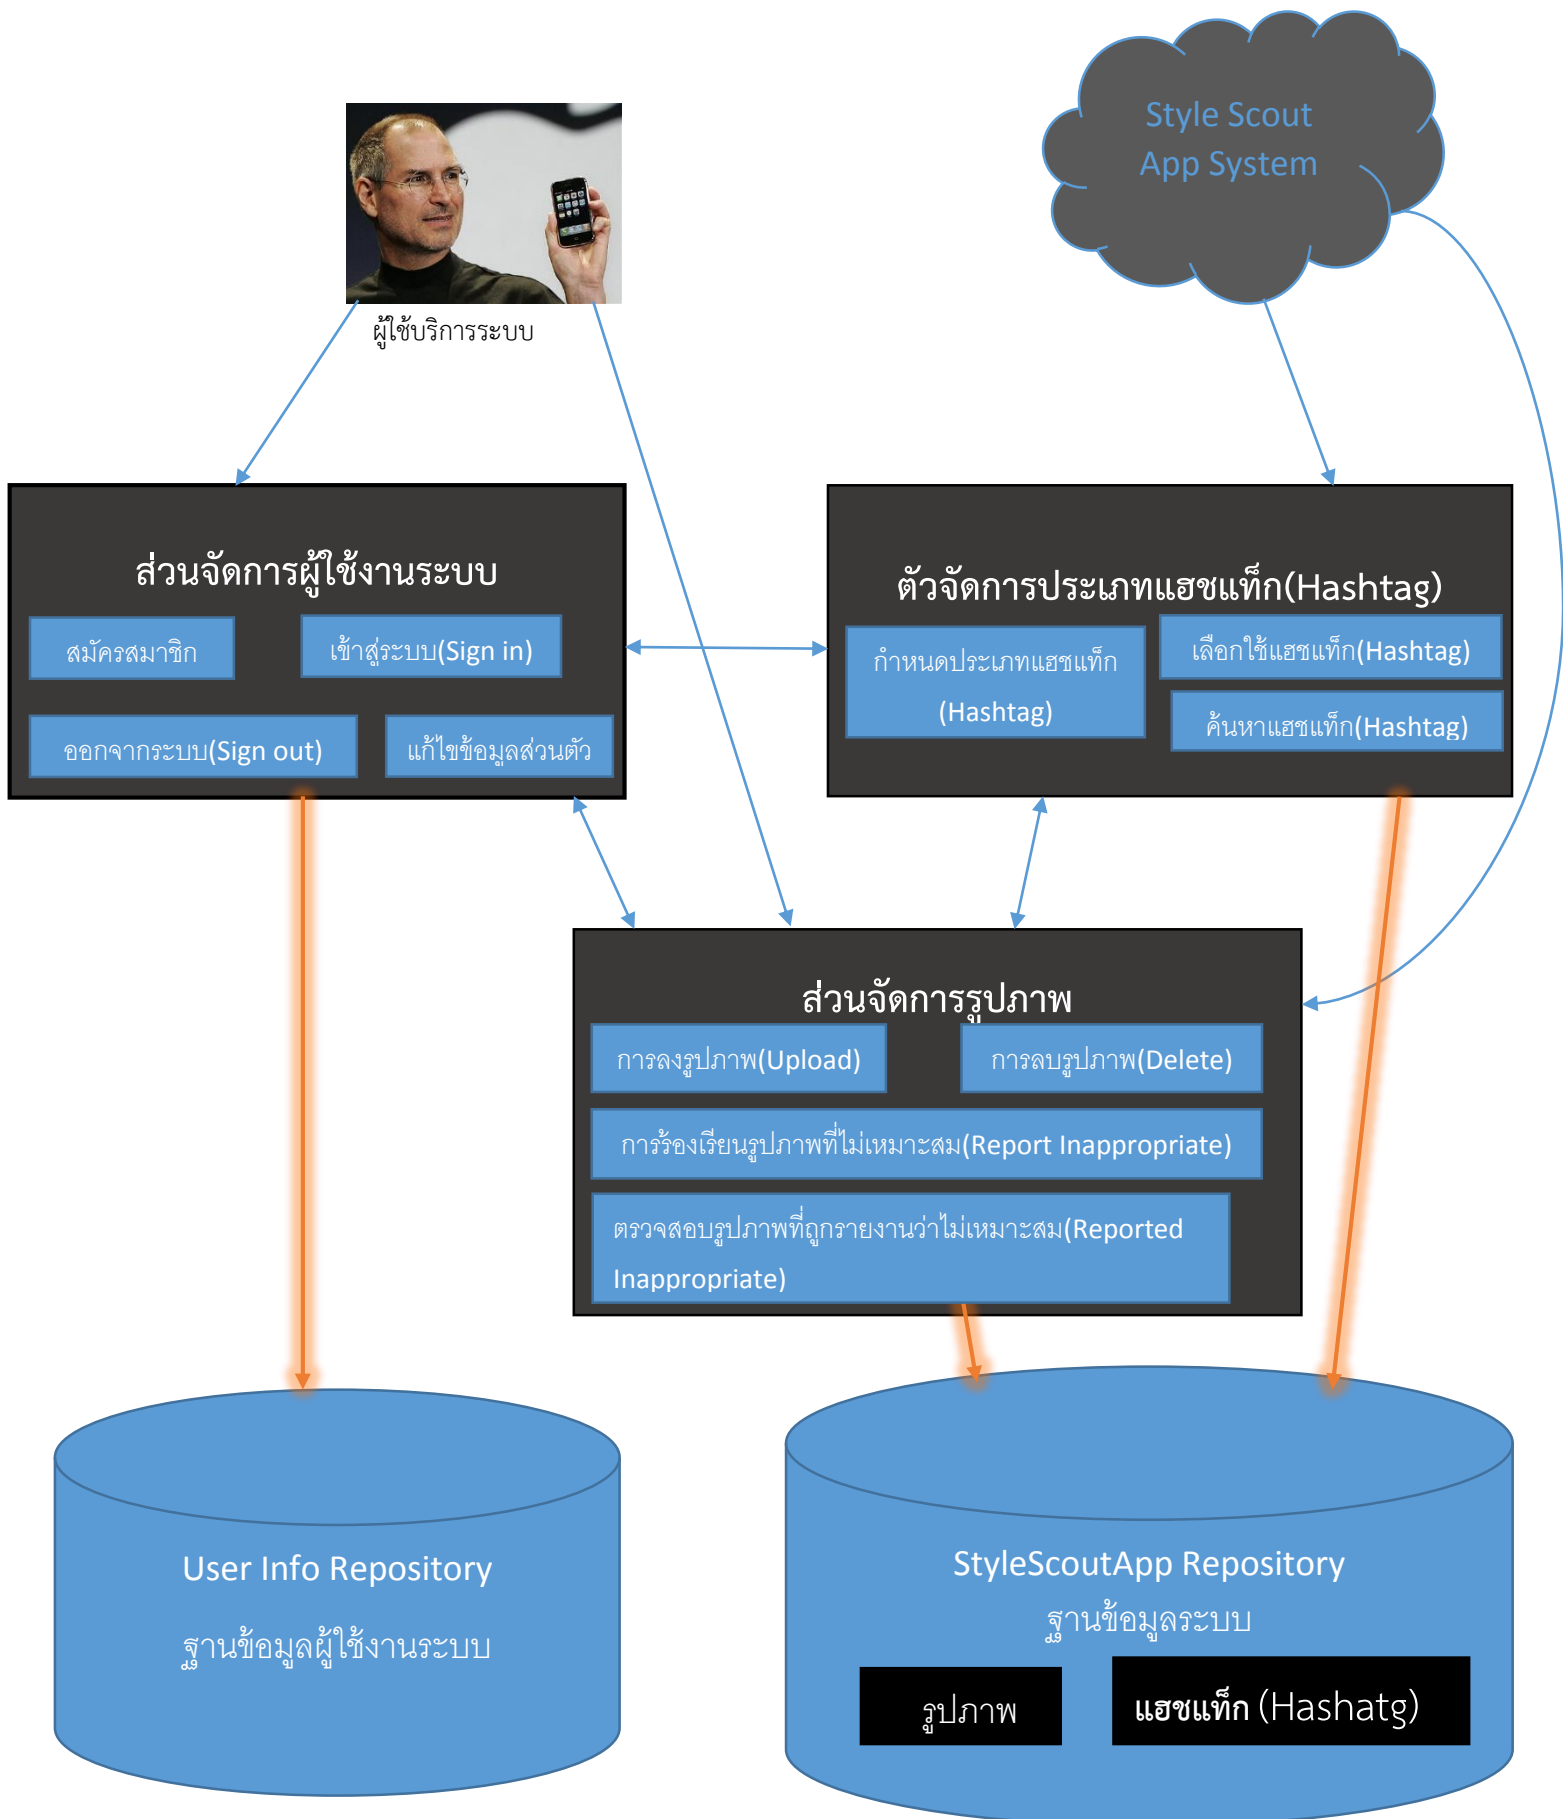 Style Scout
App System
ผู้ใช้บริการระบบ
ส่วนจัดการผู้ใช้งานระบบ
สมัครสมาชิก
เข้าสู่ระบบ(Sign in)
ออกจากระบบ(Sign out)
แก้ไขข้อมูลส่วนตัว
ตัวจัดการประเภทแฮชแท็ก(Hashtag)
กำหนดประเภทแฮชแท็ก
(Hashtag)
เลือกใช้แฮชแท็ก(Hashtag)
ค้นหาแฮชแท็ก(Hashtag)
ส่วนจัดการรูปภาพ
การลงรูปภาพ(Upload)
การลบรูปภาพ(Delete)
การร้องเรียนรูปภาพที่ไม่เหมาะสม(Report Inappropriate)
ตรวจสอบรูปภาพที่ถูกรายงานว่าไม่เหมาะสม(Reported
Inappropriate)
User Info Repository
ฐานข้อมูลผู้ใช้งานระบบ
StyleScoutApp Repository
ฐานข้อมูลระบบ
รูปภาพ
แฮชแท็ก (Hashatg)